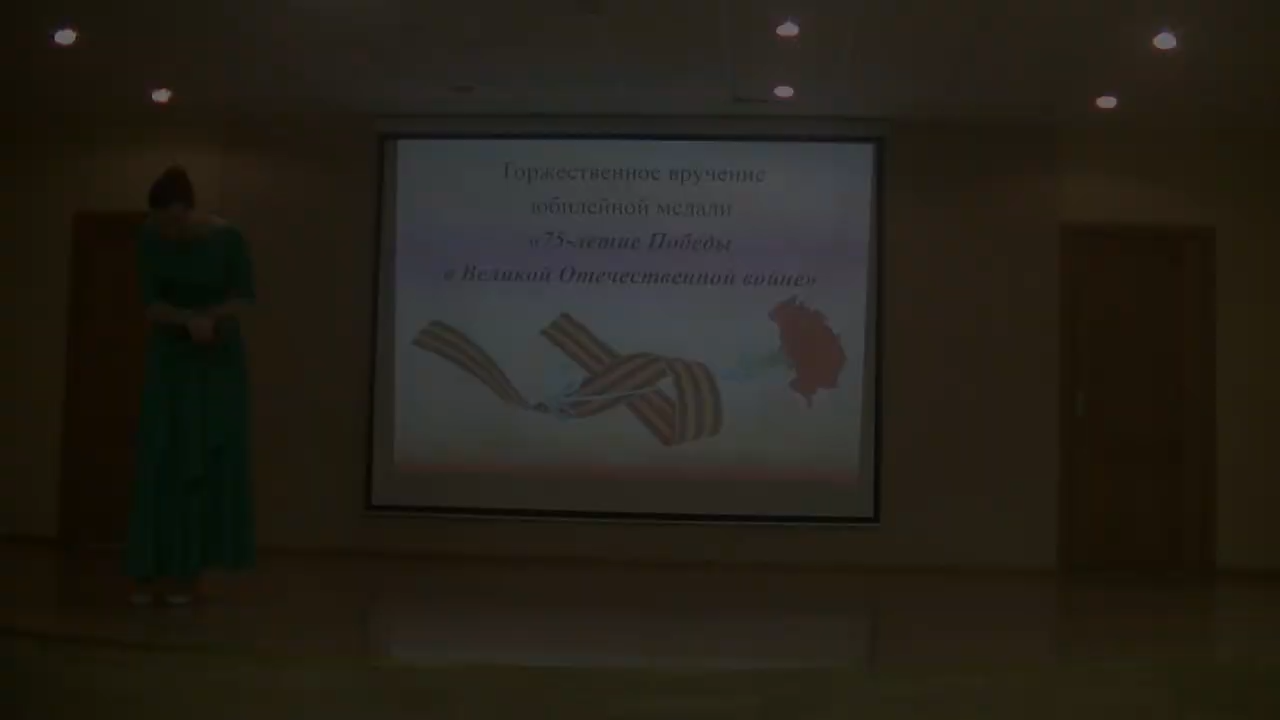 Торжественное вручение
юбилейной медали
«75-летие Победы
в Великой Отечественной войне»